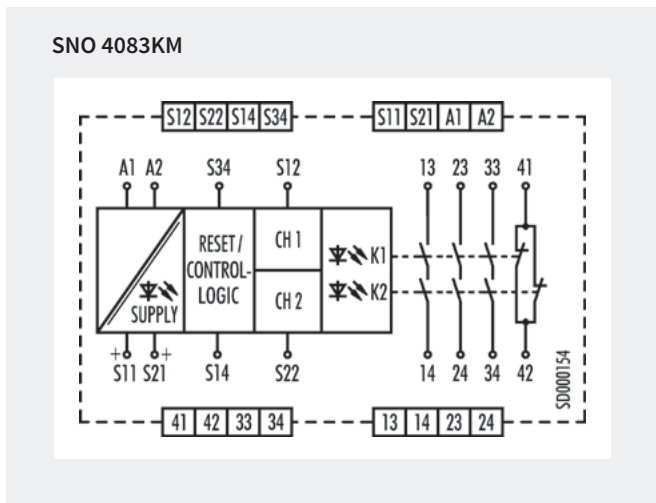 SNO 4083KM
S12 S22 S14 S34 S11 S21 A1 A2
A1 A2 S34 S12 13 23 33 41
RESET/
CONTROL-
LOGIC
CH 1
K1
SUPPLY
CH 2
K2
+ +
S11 S21 S14 S22 14 24 34 42
SD000154
41 42 33 34 13 14 23 24